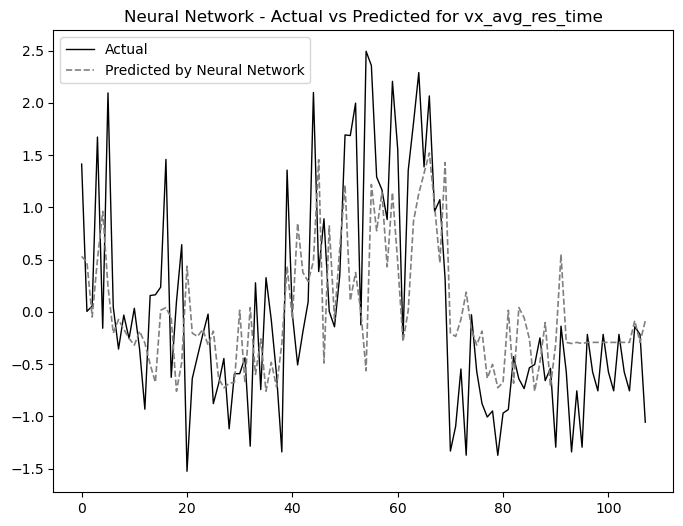 Neural Network - Actual vs Predicted for vx_avg_res_time
Actual
Predicted by Neural Network
2.5
2.0
1.5
1.0
0.5
0.0
−0.5
−1.0
−1.5
0 20 40 60 80 100